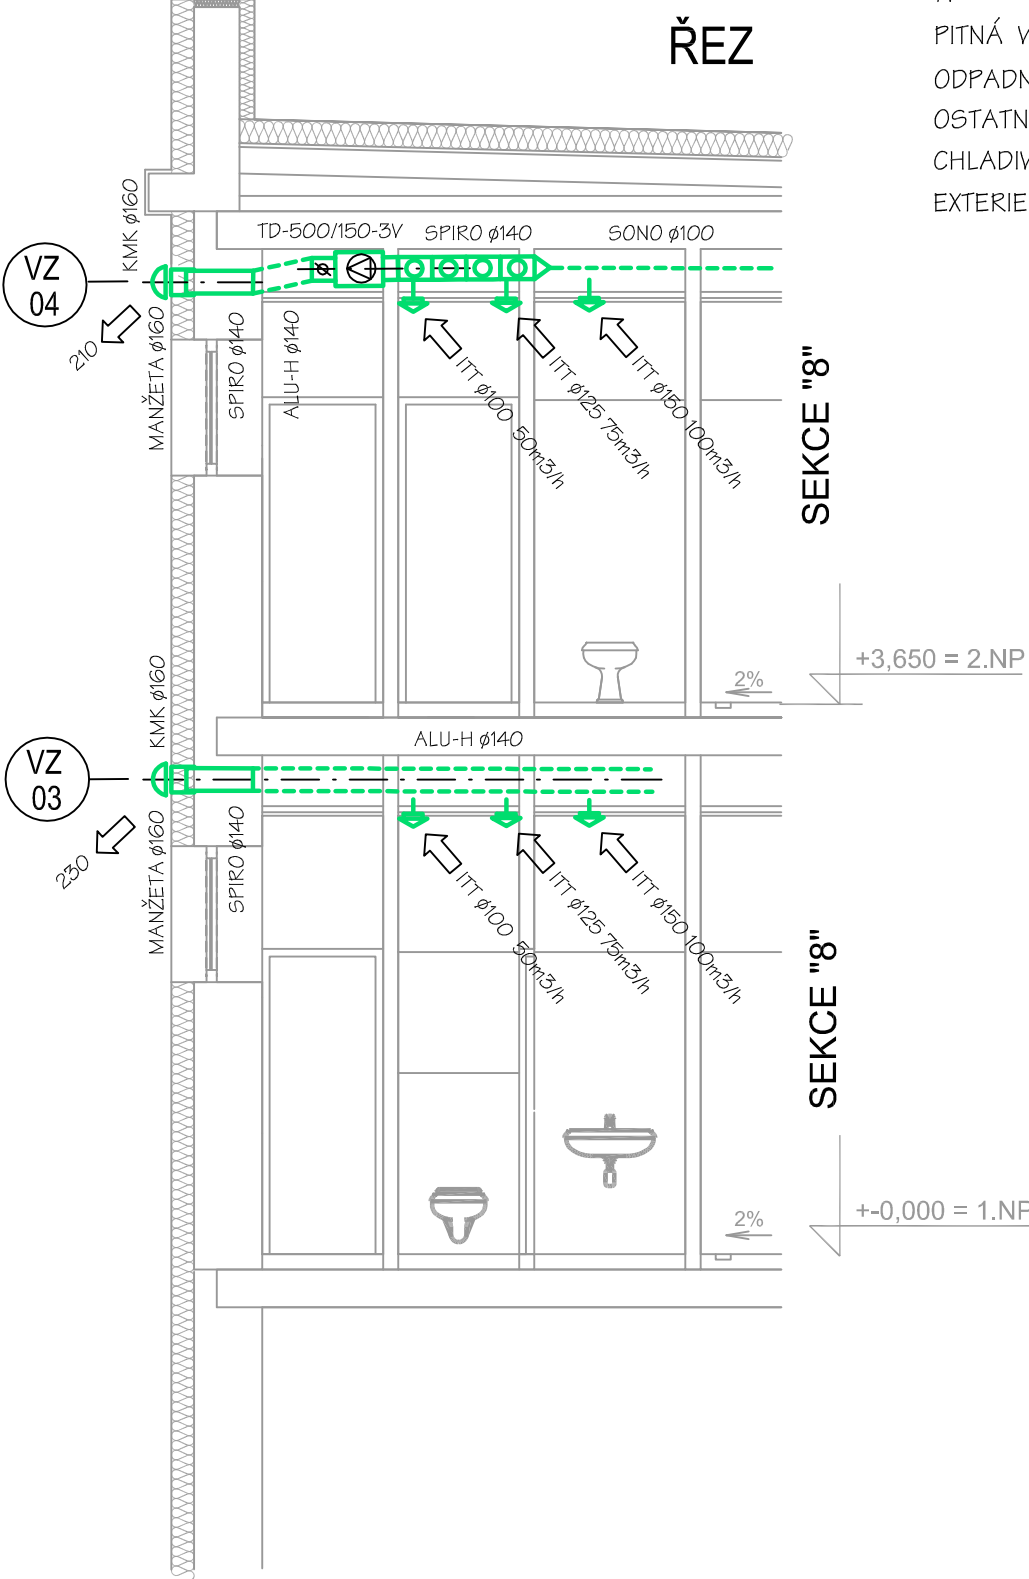 ŘEZ
PITNÁ
ODPADN
OSTATN
CHLADIV
EXTERIE
KMK ø160
TD-500/150-3V
SPIRO ø140
SONO ø100
VZ
04
210
MANŽETA ø160
SPIRO ø140
ALU-H ø140
ITT ø100 50m3/h
ITT ø125 75m3/h
ITT ø150 100m3/h
SEKCE "8"
2%
+3,650 = 2.NP
KMK ø160
ALU-H ø140
VZ
03
230
MANŽETA ø160
SPIRO ø140
ITT ø100 50m3/h
ITT ø125 75m3/h
ITT ø150 100m3/h
SEKCE "8"
2%
+-0,000 = 1.NP